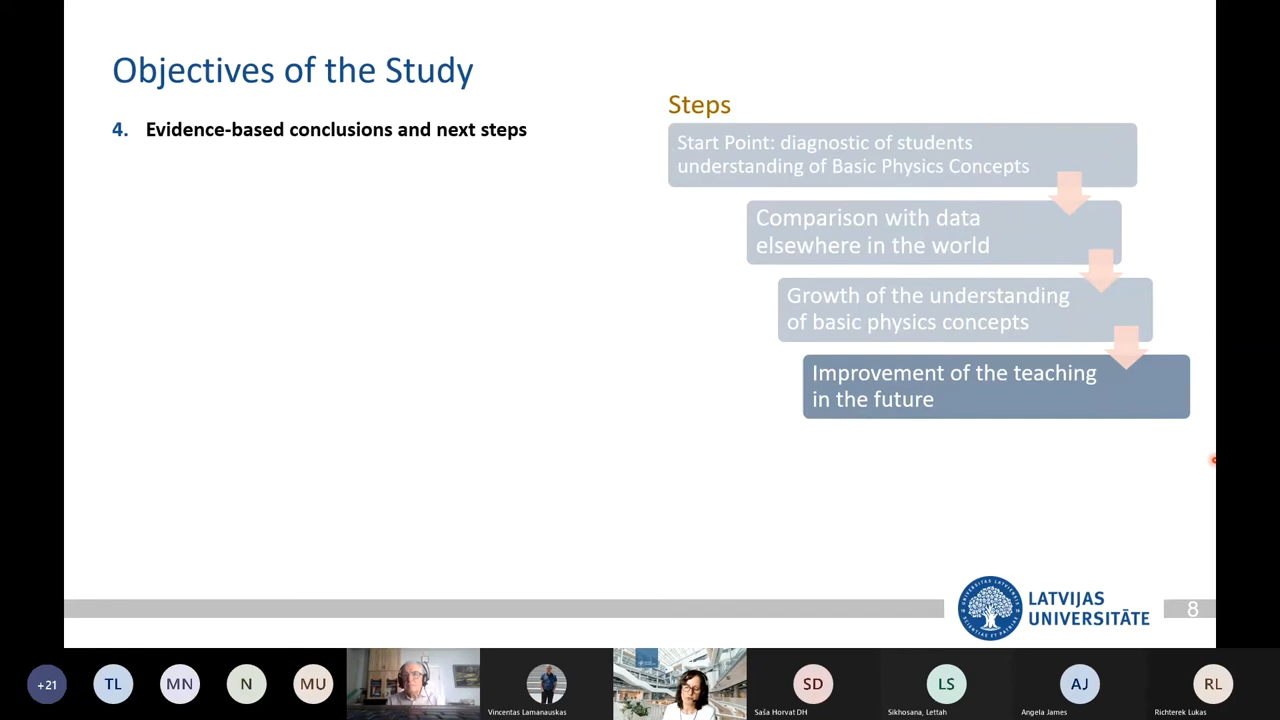 Objectives of the Study
4. Evidence-based conclusions and next steps
Steps
Start Point: diagnostic of students
understanding of Basic Physics Concepts
Comparison with data
elsewhere in the world
Growth of the understanding
of basic physics concepts
Improvement of the teaching
in the future
LATVIJAS
UNIVERSITĀTE
8
+21
TL
MN
N
MU
Vincentas Lamanauskas
SD
Saša Horvat DH
LS
Sikhosana, Lettah
AJ
Angela James
RL
Richterek Lukas